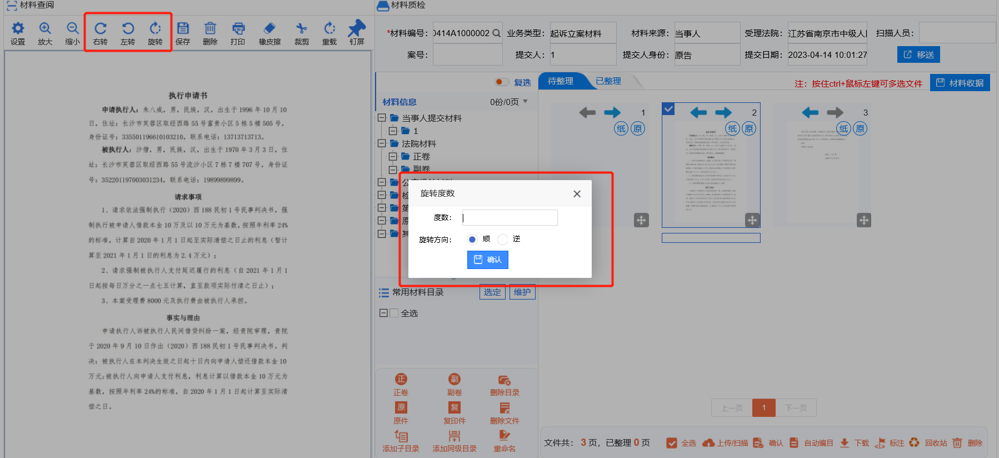 材料查阅
设置 放大 缩小 右转 左转 旋转 保存 删除 打印 橡皮擦 裁剪 重载 钉屏
执行申请书
申请执行人：朱八戒，男，民族，汉，出生于 1996 年 10 月 10
日，住址：长沙市芙蓉区取经西路 55 号富贵小区 5 栋 5 楼 505 号，
身份证号：335501196610103210，联系电话：13713713713。
被执行人：沙僧，男，民族，汉，出生于 1970 年 3 月 3 日，住
址：长沙市芙蓉区取经西路 55 号流沙小区 7 栋 7 楼 707 号，身份证
号：352201197003031234，联系电话：19899899899。
请求事项
1、请求依法强制执行（2020）西 188 民初 1 号民事判决书，强
制执行被申请人借款本金 10 万及以 10 万元为基数，按照年利率 24%
的标准，计算自 2020 年 1 月 1 日起至实际清偿之日止的利息（暂计
算至 2021 年 1 月 1 日的利息为 2.4 万元）；
2、请求强制被执行人支付延迟履行的利息（自 2021 年 1 月 1
日起按每日万分之一点七五计算，直至款项实际付清之日止）；
3、本案受理费 8000 元及执行费由被执行人承担。
事实与理由
申请执行人诉被执行人民间借贷纠纷一案，经贵院审理，贵院
于 2020 年 9 月 10 日作出（2020）西 188 民初 1 号民事判决书。判
决：被执行人在本判决生效之日起十日内向申请人偿还借款本金 10
万元;被执行人向申请人支付利息，利息计算以借款本金 10 万元为
基数，按照年利率 24%的标准，自 2020 年 1 月 1 日起计算至实际清
偿之日。
材料质检
*材料编号： 0414A1000002 业务类型： 起诉立案材料 材料来源： 当事人 受理法院： 江苏省南京市中级人 扫描人员：
案号： 提交人： 1 提交人身份： 原告 提交日期： 2023-04-14 10:01:27 移送
复选
材料信息 0份/0页
当事人提交材料
1
法院材料
正卷
副卷
检
第
原
其
待整理 已整理 注：按住ctrl+鼠标左键可多选文件 材料收据
1
纸 原
2
纸 原
3
纸 原
旋转度数
度数：
旋转方向： 顺 逆
确认
常用材料目录 选定 维护
全选
正 副
正卷 副卷 删除目录
原 复
原件 复印件 删除文件
添加子目录 添加同级目录 重命名
上一页 1 下一页
文件共： 3 页，已整理 0 页 全选 上传/扫描 确认 自动编目 下载 标注 回收站 删除